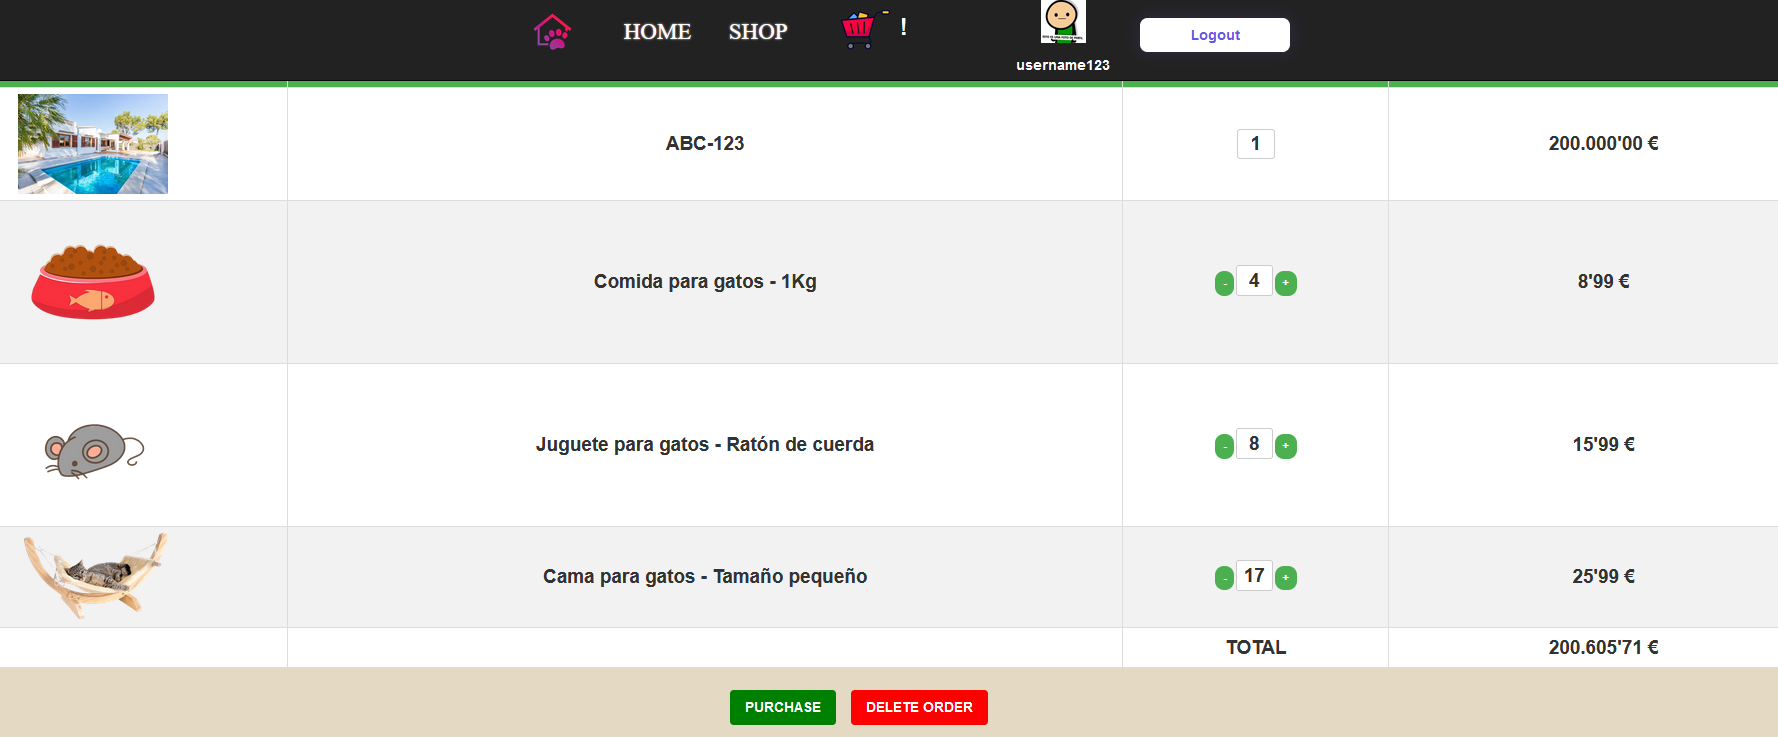 HOME
SHOP
!
username123
Logout
ABC-123
1
200.000'00 €
Comida para gatos - 1Kg
- 4 +
8'99 €
Juguete para gatos - Ratón de cuerda
- 8 +
15'99 €
Cama para gatos - Tamaño pequeño
- 17 +
25'99 €
TOTAL
200.605'71 €
PURCHASE
DELETE ORDER